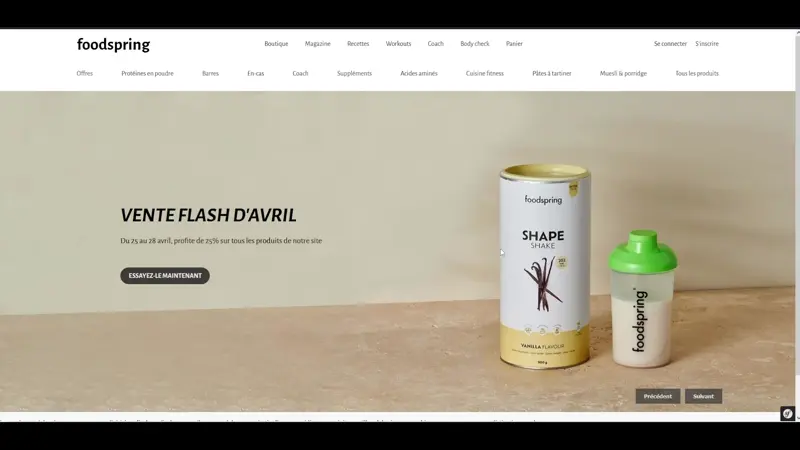 foodspring
Boutique Magazine Recettes Workouts Coach Body check Panier
Se connecter S'inscrire
Offres Protéines en poudre Barres En-cas Coach Suppléments Acides aminés Cuisine fitness Pâtes à tartiner Muesli & porridge Tous les produits
VENTE FLASH D'AVRIL
Du 25 au 28 avril, profite de 25% sur tous les produits de notre site
ESSAYEZ-LE MAINTENANT
foodspring
SHAPE
SHAKE
VANILLA FLAVOUR
foodspring
Précédent Suivant